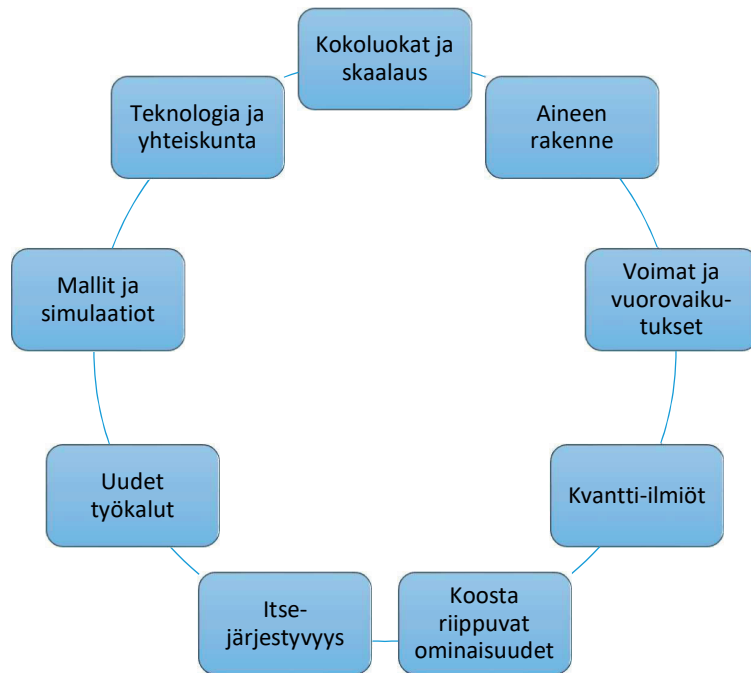 Kokoluokat ja
skaalaus
Aineen
rakenne
Voimat ja
vuorovaiku-
tukset
Kvantti-ilmiöt
Koosta
riippuvat
ominaisuudet
Itse-
järjestyvyys
Uudet
työkalut
Mallit ja
simulaatiot
Teknologia ja
yhteiskunta